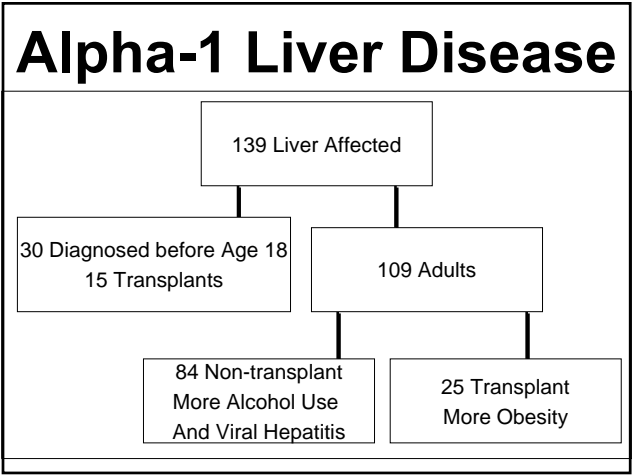 Alpha-1 Liver Disease
139 Liver Affected
30 Diagnosed before Age 18
15 Transplants
109 Adults
84 Non-transplant
More Alcohol Use
And Viral Hepatitis
25 Transplant
More Obesity